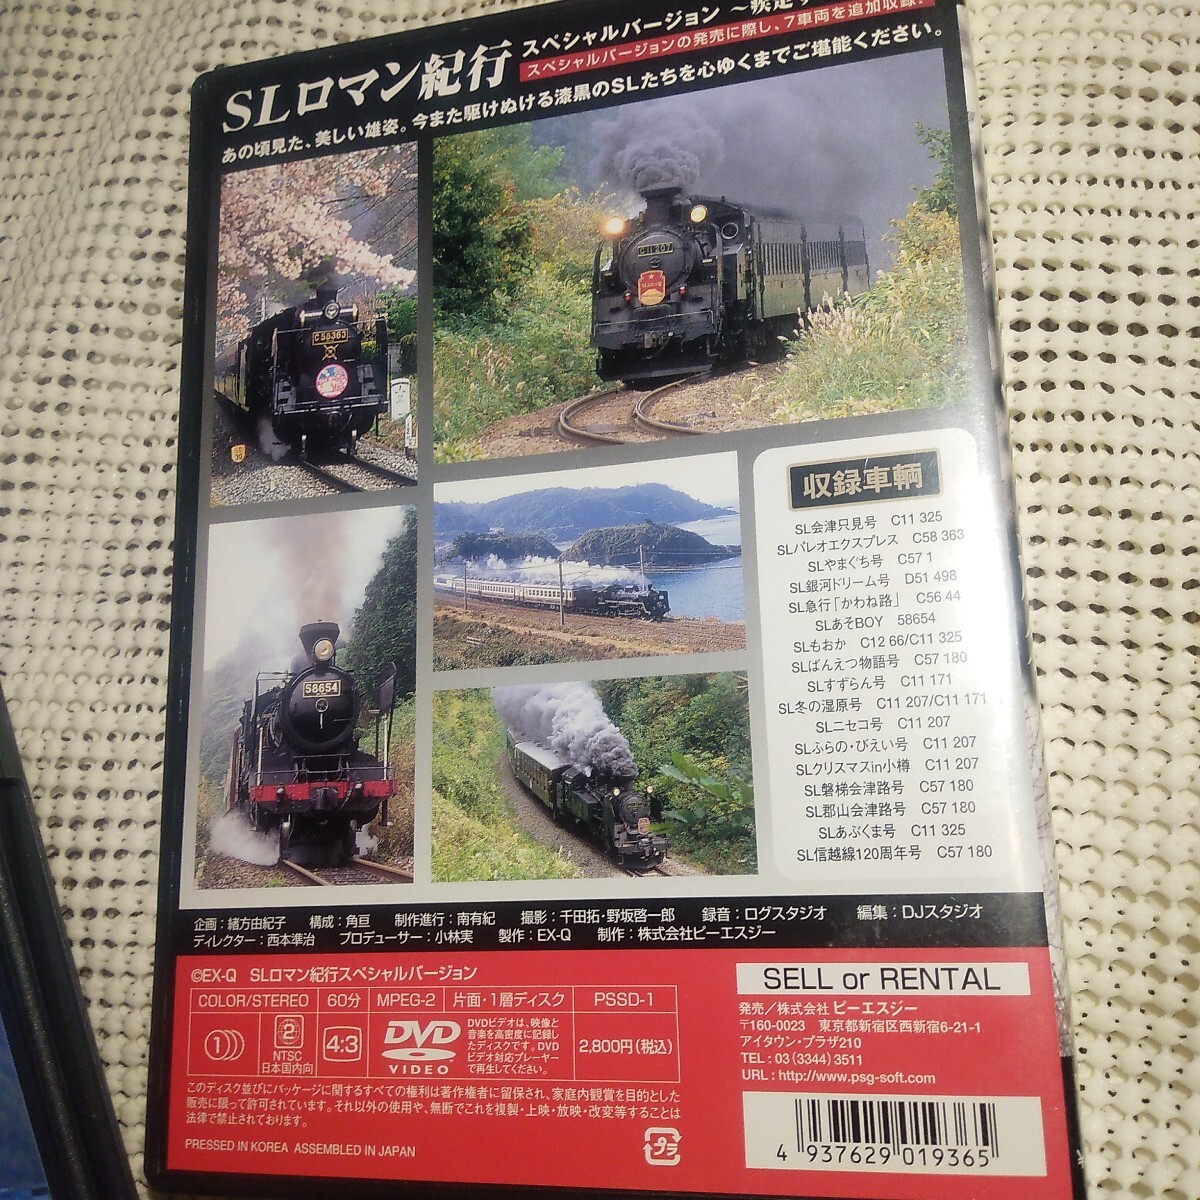 SLロマン紀行 スペシャルバージョン
スペシャルバージョンの発売に際し、7車両を追加収録!
あの頃見た、美しい雄姿。今また駆けぬける漆黒のSLたちを心ゆくまでご堪能ください。
C58363
C11 207
58654
収録車輌
SL会津只見号 C11 325
SLパレオエクスプレス C58 363
SLやまぐち号 C57 1
SL銀河ドリーム号 D51 498
SL急行「かわね路」 C56 44
SLあそBOY 58654
SLもおか C12 66/C11 325
SLばんえつ物語号 C57 180
SLすずらん号 C11 171
SL冬の湿原号 C11 207/C11 171
SLニセコ号 C11 207
SLふらの・びえい号 C11 207
SLクリスマスin小樽 C11 207
SL磐梯会津路号 C57 180
SL郡山会津路号 C57 180
SLあぶくま号 C11 325
SL信越線120周年号 C57 180
企画：緒方由紀子 構成：角亘 制作進行：南有紀 撮影：千田拓・野坂啓一郎 録音：ログスタジオ 編集：DJスタジオ
ディレクター：西本準治 プロデューサー：小林実 製作：EX-Q 制作：株式会社ピーエスジー
©EX-Q SLロマン紀行スペシャルバージョン
COLOR/STEREO 60分 MPEG-2 片面・1層ディスク PSSD-1
1
2
NTSC
日本国内向
4:3
DVD
VIDEO
DVDビデオは、映像と
音楽を高密度に記録し
たディスクです。DVD
ビデオ対応プレーヤー
で再生してください。
2,800円(税込)
このディスク並びにパッケージに関するすべての権利は著作権者に留保され、家庭内観賞を目的とした
販売に限って許可されています。それ以外の使用や、無断でこれを複製・上映・放映・改変等することは
法律で禁止されております。
PRESSED IN KOREA ASSEMBLED IN JAPAN
プラ
SELL or RENTAL
発売／株式会社 ピーエスジー
〒160-0023 東京都新宿区西新宿6-21-1
アイタウン・プラザ210
TEL：03(3344)3511
URL：http://www.psg-soft.com
4 937629 019365